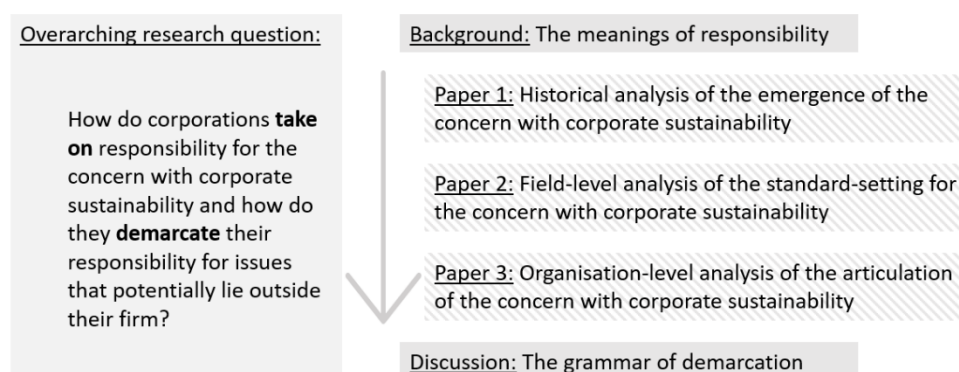 Overarching research question:
How do corporations take
on responsibility for the
concern with corporate
sustainability and how do
they demarcate their
responsibility for issues
that potentially lie outside
their firm?
Background: The meanings of responsibility
Paper 1: Historical analysis of the emergence of the
concern with corporate sustainability
Paper 2: Field-level analysis of the standard-setting for
the concern with corporate sustainability
Paper 3: Organisation-level analysis of the articulation
of the concern with corporate sustainability
Discussion: The grammar of demarcation